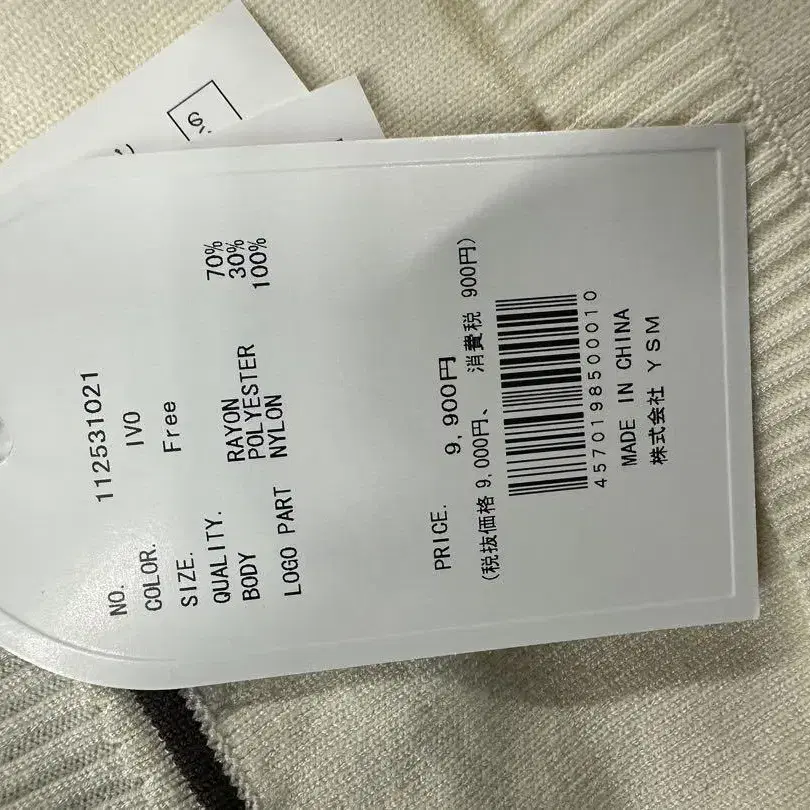 NO. 112531021
COLOR. IVO
SIZE. Free
QUALITY.
BODY RAYON 70%
POLYESTER 30%
LOGO PART NYLON 100%
PRICE. 9,900円
(税抜価格 9,000円、 消費税 900円)
4570198500010
MADE IN CHINA
株式会社 YSM